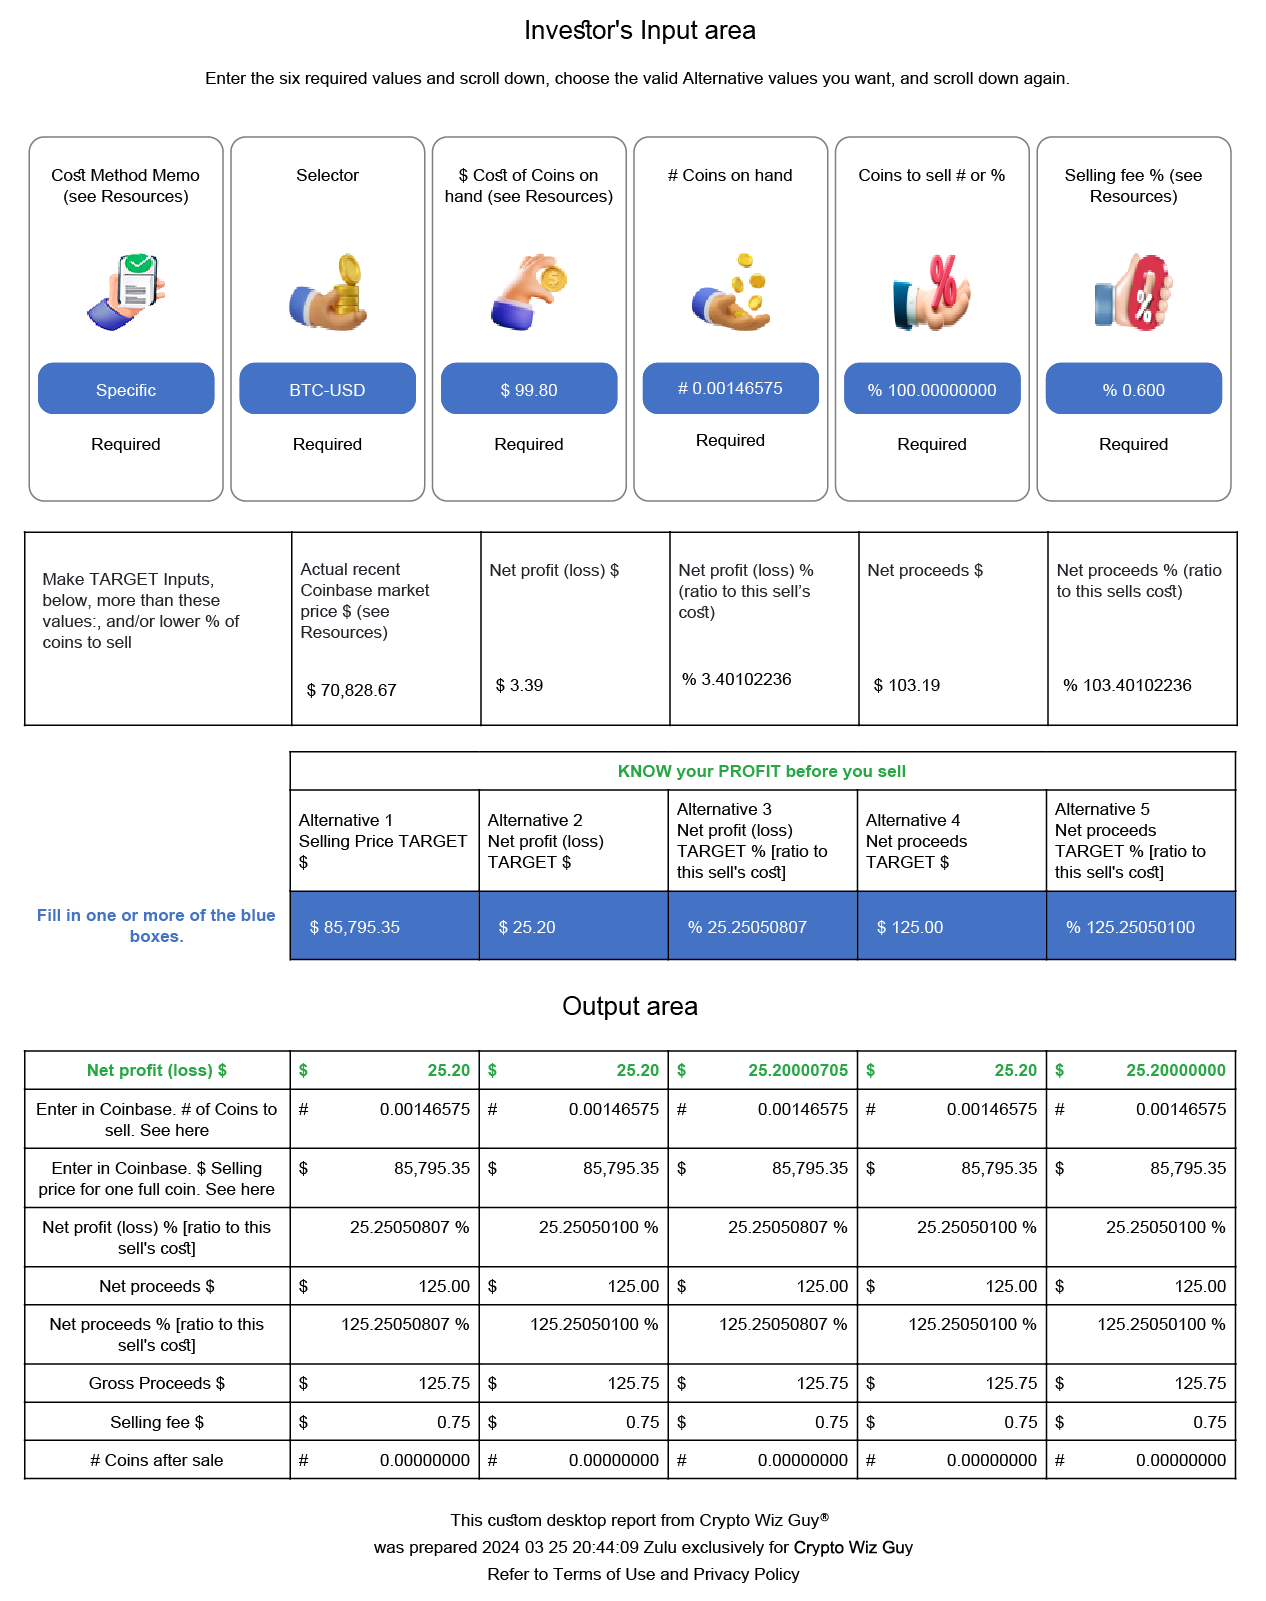 Investor's Input area
Enter the six required values and scroll down, choose the valid Alternative values you want, and scroll down again.
Cost Method Memo
(see Resources)
Specific
Required
Selector
BTC-USD
Required
$ Cost of Coins on
hand (see Resources)
$ 99.80
Required
# Coins on hand
# 0.00146575
Required
Coins to sell # or %
% 100.00000000
Required
Selling fee % (see
Resources)
% 0.600
Required
Make TARGET Inputs,
below, more than these
values:, and/or lower % of
coins to sell
Actual recent
Coinbase market
price $ (see
Resources)
$ 70,828.67
Net profit (loss) $
$ 3.39
Net profit (loss) %
(ratio to this sell’s
cost)
% 3.40102236
Net proceeds $
$ 103.19
Net proceeds % (ratio
to this sells cost)
% 103.40102236
KNOW your PROFIT before you sell
Alternative 1
Selling Price TARGET
$
Alternative 2
Net profit (loss)
TARGET $
Alternative 3
Net profit (loss)
TARGET % [ratio to
this sell's cost]
Alternative 4
Net proceeds
TARGET $
Alternative 5
Net proceeds
TARGET % [ratio to
this sell's cost]
Fill in one or more of the blue
boxes.
$ 85,795.35
$ 25.20
% 25.25050807
$ 125.00
% 125.25050100
Output area
Net profit (loss) $
$ 25.20 $ 25.20 $ 25.20000705 $ 25.20 $ 25.20000000
Enter in Coinbase. # of Coins to
sell. See here
# 0.00146575 # 0.00146575 # 0.00146575 # 0.00146575 # 0.00146575
Enter in Coinbase. $ Selling
price for one full coin. See here
$ 85,795.35 $ 85,795.35 $ 85,795.35 $ 85,795.35 $ 85,795.35
Net profit (loss) % [ratio to this
sell's cost]
25.25050807 % 25.25050100 % 25.25050807 % 25.25050100 % 25.25050100 %
Net proceeds $
$ 125.00 $ 125.00 $ 125.00 $ 125.00 $ 125.00
Net proceeds % [ratio to this
sell's cost]
125.25050807 % 125.25050100 % 125.25050807 % 125.25050100 % 125.25050100 %
Gross Proceeds $
$ 125.75 $ 125.75 $ 125.75 $ 125.75 $ 125.75
Selling fee $
$ 0.75 $ 0.75 $ 0.75 $ 0.75 $ 0.75
# Coins after sale
# 0.00000000 # 0.00000000 # 0.00000000 # 0.00000000 # 0.00000000
This custom desktop report from Crypto Wiz Guy®
was prepared 2024 03 25 20:44:09 Zulu exclusively for Crypto Wiz Guy
Refer to Terms of Use and Privacy Policy